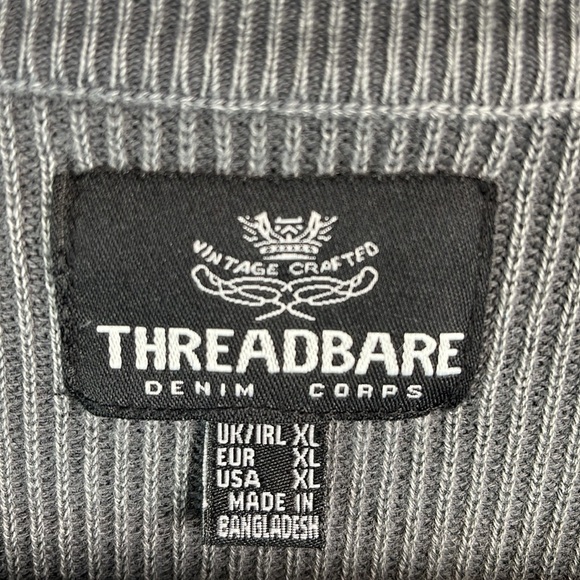 VINTAGE CRAFTED
THREADBARE
DENIM CORPS
UK/IRL XL
EUR XL
USA XL
MADE IN
BANGLADESH